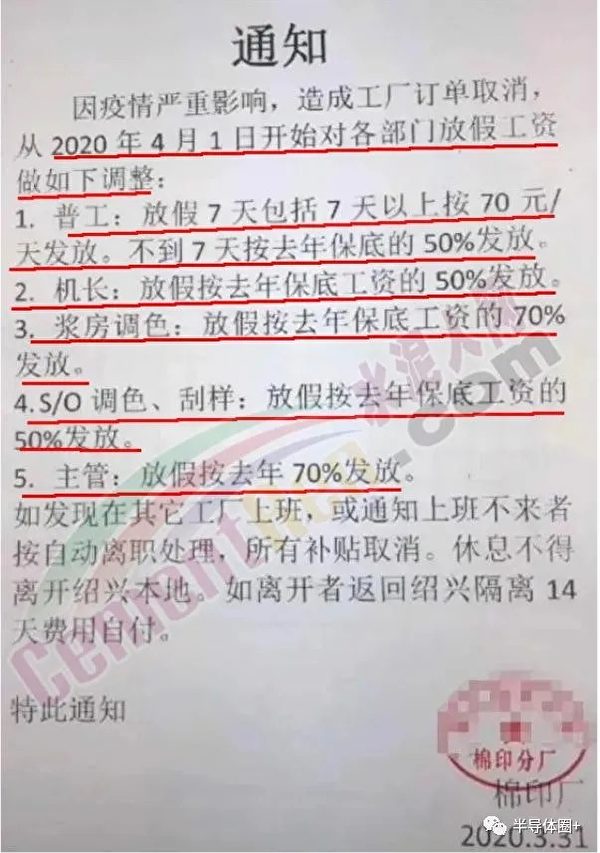 通知
因疫情严重影响，造成工厂订单取消，
从 2020 年 4 月 1 日开始对各部门放假工资
做如下调整：
1. 普工：放假 7 天包括 7 天以上按 70 元/
天发放。不到 7 天按去年保底的 50%发放。
2. 机长：放假按去年保底工资的 50%发放。
3. 浆房调色：放假按去年保底工资的 70%
发放。
4.S/O 调色、刮样：放假按去年保底工资的
50%发放。
5. 主管：放假按去年 70%发放。
如发现在其它工厂上班，或通知上班不来者
按自动离职处理，所有补贴取消。休息不得
离开绍兴本地。如离开者返回绍兴隔离 14
天费用自付。
特此通知
棉印分厂
棉印厂
2020.3.31
半导体圈+
水泥人网
Cementren.com